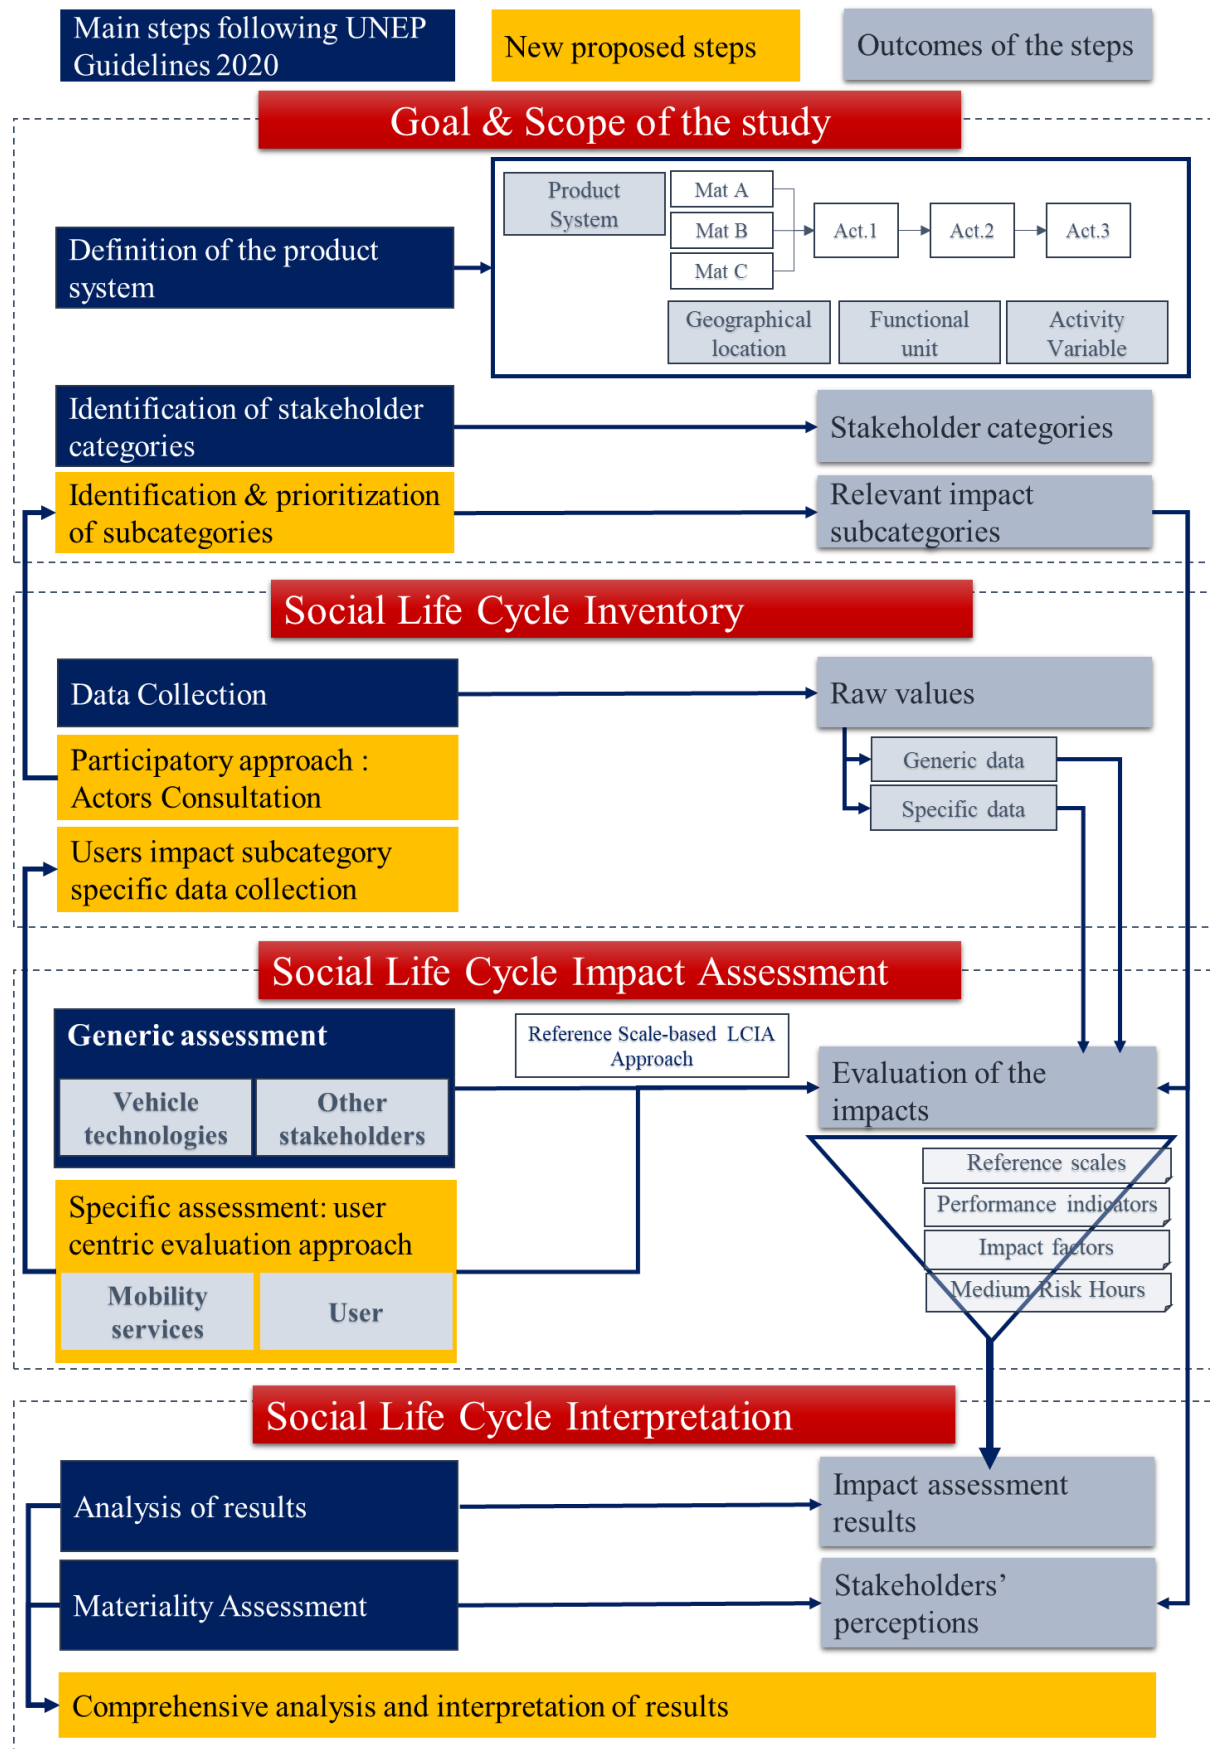 Main steps following UNEP
Guidelines 2020
New proposed steps
Outcomes of the steps
Goal & Scope of the study
Definition of the product
system
Product
System
Mat A
Mat B
Mat C
Act.1
Act.2
Act.3
Geographical
location
Functional
unit
Activity
Variable
Identification of stakeholder
categories
Stakeholder categories
Identification & prioritization
of subcategories
Relevant impact
subcategories
Social Life Cycle Inventory
Data Collection
Raw values
Participatory approach :
Actors Consultation
Generic data
Specific data
Users impact subcategory
specific data collection
Social Life Cycle Impact Assessment
Generic assessment
Vehicle
technologies
Other
stakeholders
Reference Scale-based LCIA
Approach
Evaluation of the
impacts
Reference scales
Performance indicators
Impact factors
Medium Risk Hours
Specific assessment: user
centric evaluation approach
Mobility
services
User
Social Life Cycle Interpretation
Analysis of results
Impact assessment
results
Materiality Assessment
Stakeholders’
perceptions
Comprehensive analysis and interpretation of results